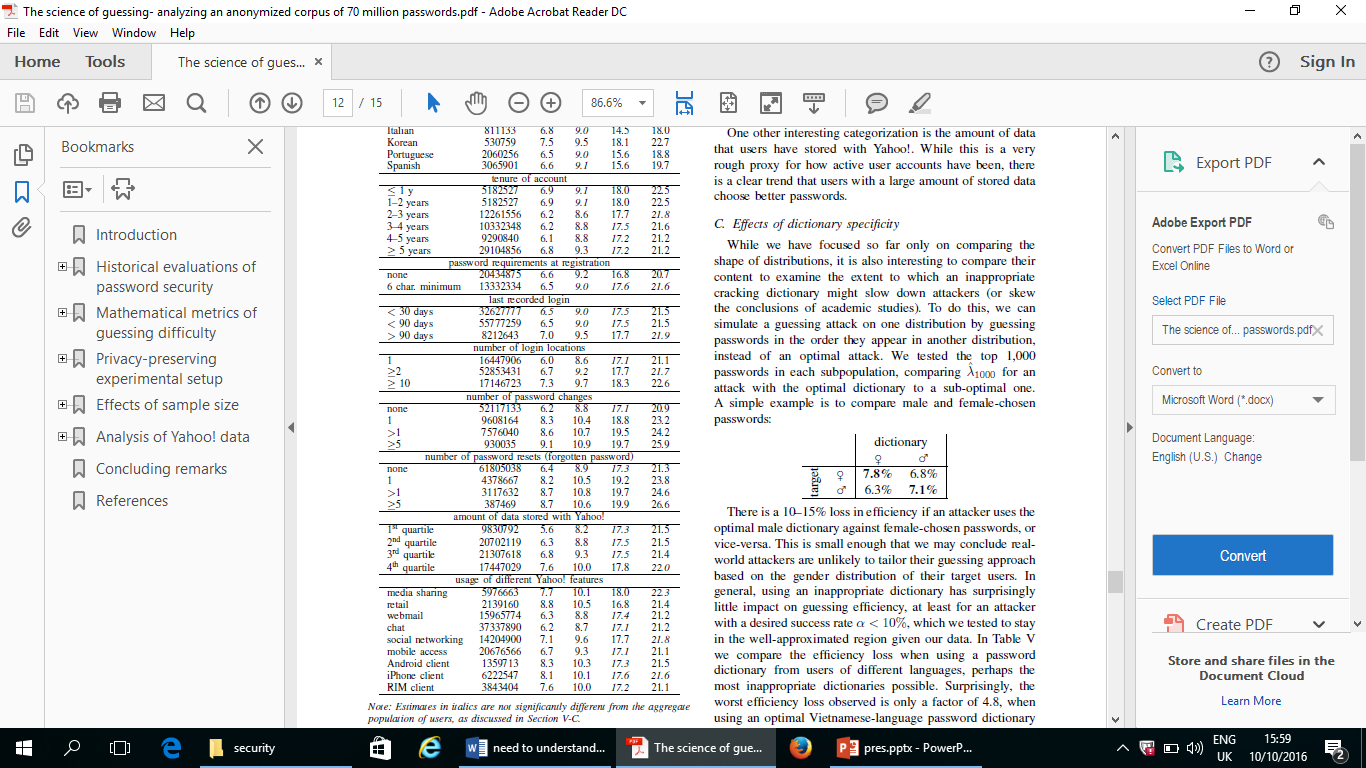 The science of guessing- analyzing an anonymized corpus of 70 million passwords.pdf - Adobe Acrobat Reader DC
File Edit View Window Help
Home Tools The science of gues... × ? Sign In
12 / 15 86.6%
Bookmarks
Introduction
Historical evaluations of
password security
Mathematical metrics of
guessing difficulty
Privacy-preserving
experimental setup
Effects of sample size
Analysis of Yahoo! data
Concluding remarks
References
Italian 811133 6.8 9.0 14.5 18.0
Korean 530759 7.5 9.5 18.1 22.7
Portuguese 2060256 6.5 9.0 15.6 18.8
Spanish 3065901 6.6 9.1 15.6 19.7
tenure of account
≤ 1 y 5182527 6.9 9.1 18.0 22.5
1–2 years 5182527 6.9 9.1 18.0 22.5
2–3 years 12261556 6.2 8.6 17.7 21.8
3–4 years 10332348 6.2 8.8 17.5 21.6
4–5 years 9290840 6.1 8.8 17.2 21.2
≥ 5 years 29104856 6.8 9.3 17.2 21.2
password requirements at registration
none 20434875 6.6 9.2 16.8 20.7
6 char. minimum 13332334 6.5 9.0 17.6 21.6
last recorded login
< 30 days 32627777 6.5 9.0 17.5 21.5
< 90 days 55777259 6.5 9.0 17.5 21.5
> 90 days 8212643 7.0 9.5 17.7 21.9
number of login locations
1 16447906 6.0 8.6 17.1 21.1
≥2 52853431 6.7 9.2 17.7 21.7
≥ 10 17146723 7.3 9.7 18.3 22.6
number of password changes
none 52117133 6.2 8.8 17.1 20.9
1 9608164 8.3 10.4 18.8 23.2
>1 7576040 8.6 10.7 19.5 24.2
≥5 930035 9.1 10.9 19.7 25.9
number of password resets (forgotten password)
none 61805038 6.4 8.9 17.3 21.3
1 4378667 8.2 10.5 19.2 23.8
>1 3117632 8.7 10.8 19.7 24.6
≥5 387469 8.7 10.6 19.9 26.6
amount of data stored with Yahoo!
1st quartile 9830792 5.6 8.2 17.3 21.5
2nd quartile 20702119 6.3 8.8 17.5 21.5
3rd quartile 21307618 6.8 9.3 17.5 21.4
4th quartile 17447029 7.6 10.0 17.8 22.0
usage of different Yahoo! features
media sharing 5976663 7.7 10.1 18.0 22.3
retail 2139160 8.8 10.5 16.8 21.4
webmail 15965774 6.3 8.8 17.4 21.2
chat 37337890 6.2 8.7 17.1 21.2
social networking 14204900 7.1 9.6 17.7 21.8
mobile access 20676566 6.7 9.3 17.1 21.1
Android client 1359713 8.3 10.3 17.3 21.5
iPhone client 6222547 8.1 10.1 17.6 21.6
RIM client 3843404 7.6 10.0 17.2 21.1
Note: Estimates in italics are not significantly different from the aggregate
population of users, as discussed in Section V-C.
One other interesting categorization is the amount of data
that users have stored with Yahoo!. While this is a very
rough proxy for how active user accounts have been, there
is a clear trend that users with a large amount of stored data
choose better passwords.
C. Effects of dictionary specificity
While we have focused so far only on comparing the
shape of distributions, it is also interesting to compare their
content to examine the extent to which an inappropriate
cracking dictionary might slow down attackers (or skew
the conclusions of academic studies). To do this, we can
simulate a guessing attack on one distribution by guessing
passwords in the order they appear in another distribution,
instead of an optimal attack. We tested the top 1,000
passwords in each subpopulation, comparing λ̂1000 for an
attack with the optimal dictionary to a sub-optimal one.
A simple example is to compare male and female-chosen
passwords:
dictionary
♀ ♂
target ♀ 7.8% 6.8%
♂ 6.3% 7.1%
There is a 10–15% loss in efficiency if an attacker uses the
optimal male dictionary against female-chosen passwords, or
vice-versa. This is small enough that we may conclude real-
world attackers are unlikely to tailor their guessing approach
based on the gender distribution of their target users. In
general, using an inappropriate dictionary has surprisingly
little impact on guessing efficiency, at least for an attacker
with a desired success rate α < 10%, which we tested to stay
in the well-approximated region given our data. In Table V
we compare the efficiency loss when using a password
dictionary from users of different languages, perhaps the
most inappropriate dictionaries possible. Surprisingly, the
worst efficiency loss observed is only a factor of 4.8, when
using an optimal Vietnamese-language password dictionary
Export PDF
Adobe Export PDF
Convert PDF Files to Word or
Excel Online
Select PDF File
The science of... passwords.pdf
Convert to
Microsoft Word (*.docx)
Document Language:
English (U.S.) Change
Convert
Create PDF
Store and share files in the
Document Cloud
Learn More
security need to understand... The science of gue... pres.pptx - PowerP... ENG 15:59
UK 10/10/2016 2